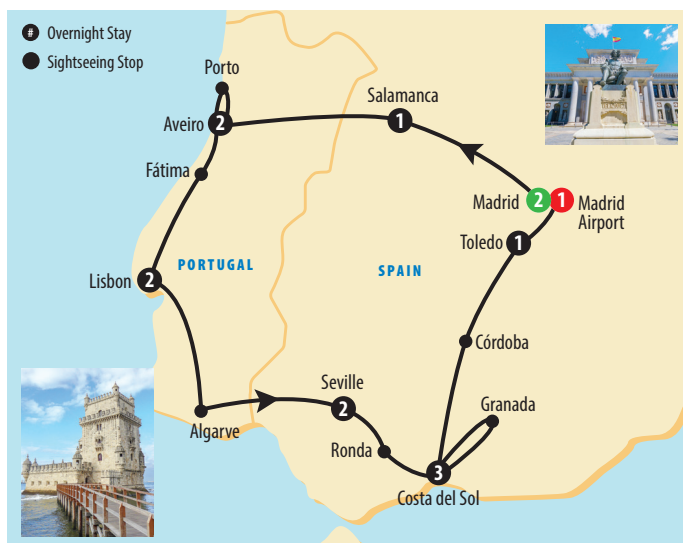 # Overnight Stay
Sightseeing Stop
Porto
Salamanca
1
Aveiro
2
Fátima
Madrid
2
1
Madrid
Airport
Toledo
1
PORTUGAL
SPAIN
Lisbon
2
Córdoba
Seville
2
Granada
Algarve
Ronda
3
Costa del Sol